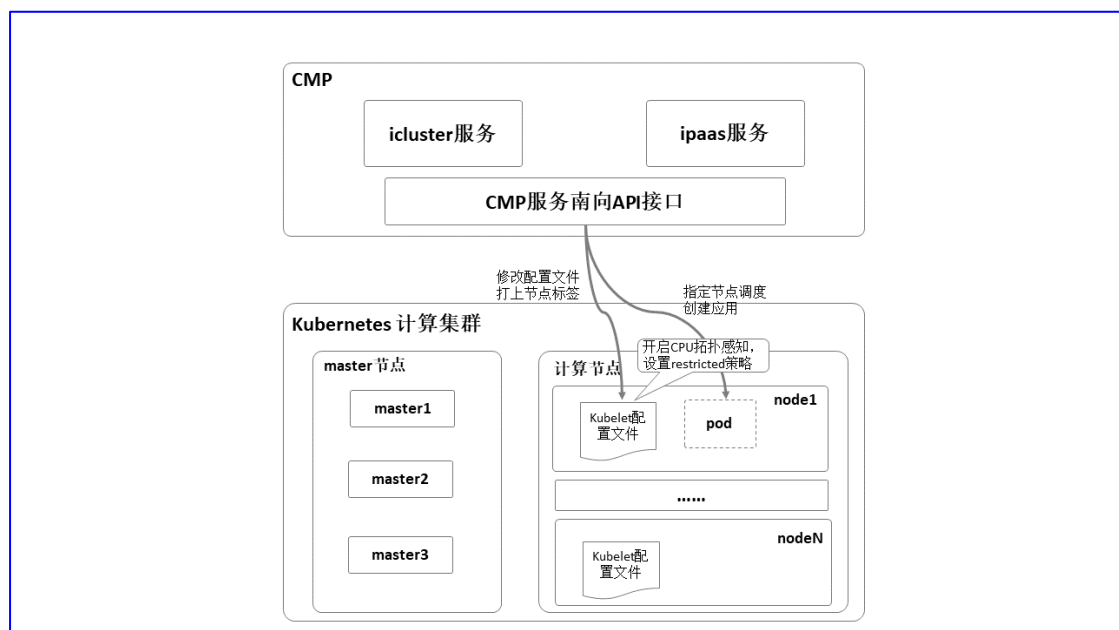 CMP
icluster服务
ipaas服务
CMP服务南向API接口
修改配置文件
打上节点标签
指定节点调度
创建应用
Kubernetes 计算集群
开启CPU拓扑感知，
设置restricted策略
master节点
计算节点
master1
master2
master3
node1
Kubelet配
置文件
pod
......
nodeN
Kubelet配
置文件